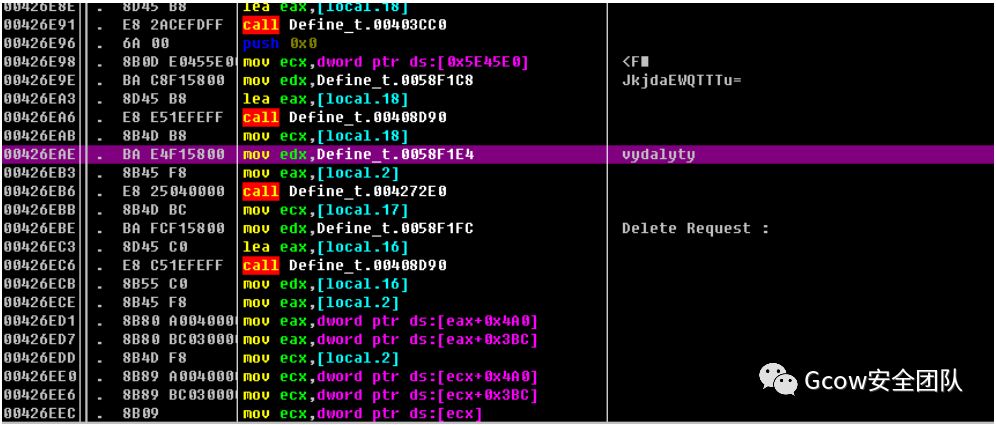 00426E8E . 8D45 B8 lea eax,[local.18]
00426E91 . E8 2ACEFDFF call Define_t.00403CC0
00426E96 . 6A 00 push 0x0
00426E98 . 8B0D E0455E0 mov ecx,dword ptr ds:[0x5E45E0] <F■
00426E9E . BA C8F15800 mov edx,Define_t.0058F1C8 JkjdaEWQTTTu=
00426EA3 . 8D45 B8 lea eax,[local.18]
00426EA6 . E8 E51EFEFF call Define_t.00408D90
00426EAB . 8B4D B8 mov ecx,[local.18]
00426EAE . BA E4F15800 mov edx,Define_t.0058F1E4 vydalyty
00426EB3 . 8B45 F8 mov eax,[local.2]
00426EB6 . E8 25040000 call Define_t.004272E0
00426EBB . 8B4D BC mov ecx,[local.17]
00426EBE . BA FCF15800 mov edx,Define_t.0058F1FC Delete Request :
00426EC3 . 8D45 C0 lea eax,[local.16]
00426EC6 . E8 C51EFEFF call Define_t.00408D90
00426ECB . 8B55 C0 mov edx,[local.16]
00426ECE . 8B45 F8 mov eax,[local.2]
00426ED1 . 8B80 A004000 mov eax,dword ptr ds:[eax+0x4A0]
00426ED7 . 8B80 BC03000 mov eax,dword ptr ds:[eax+0x3BC]
00426EDD . 8B4D F8 mov ecx,[local.2]
00426EE0 . 8B89 A004000 mov ecx,dword ptr ds:[ecx+0x4A0]
00426EE6 . 8B89 BC03000 mov ecx,dword ptr ds:[ecx+0x3BC]
00426EEC . 8B09 mov ecx,dword ptr ds:[ecx]
Gcow安全团队